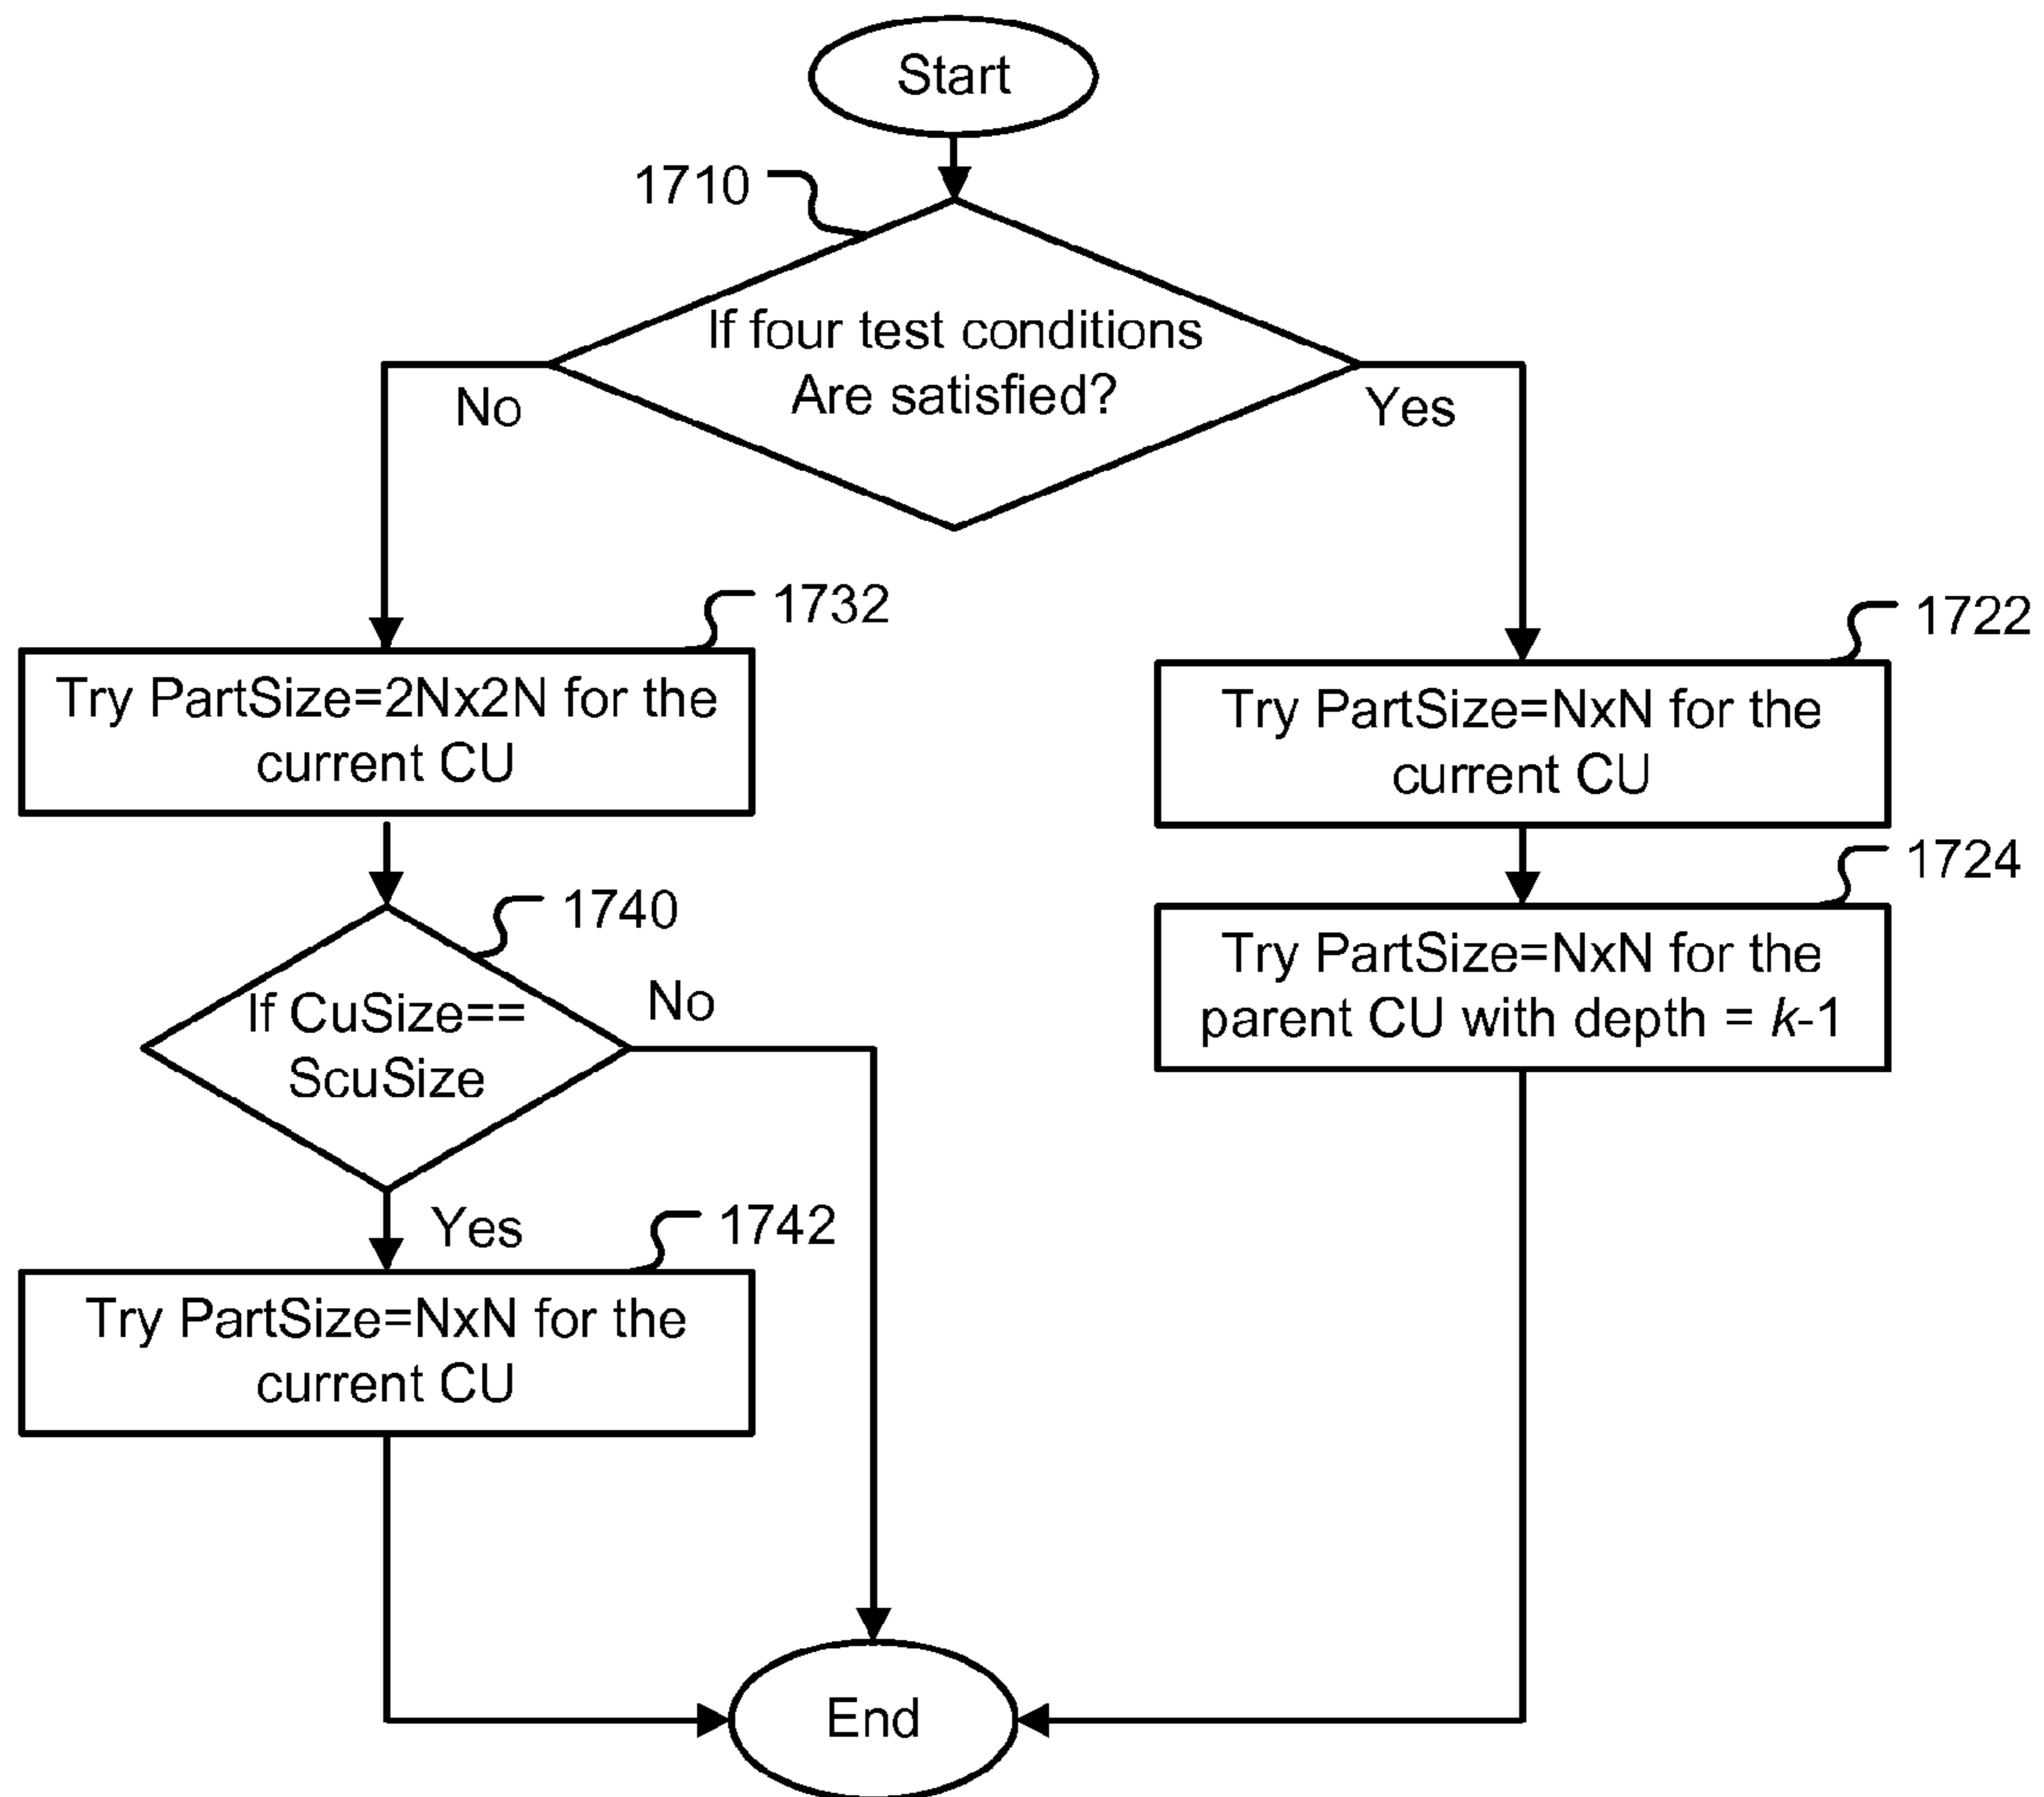 Start
1710
If four test conditions
Are satisfied?
No
Yes
1732
1722
Try PartSize=2Nx2N for the
current CU
Try PartSize=NxN for the
current CU
1724
1740
Try PartSize=NxN for the
parent CU with depth = k-1
If CuSize==
ScuSize
No
Yes
1742
Try PartSize=NxN for the
current CU
End